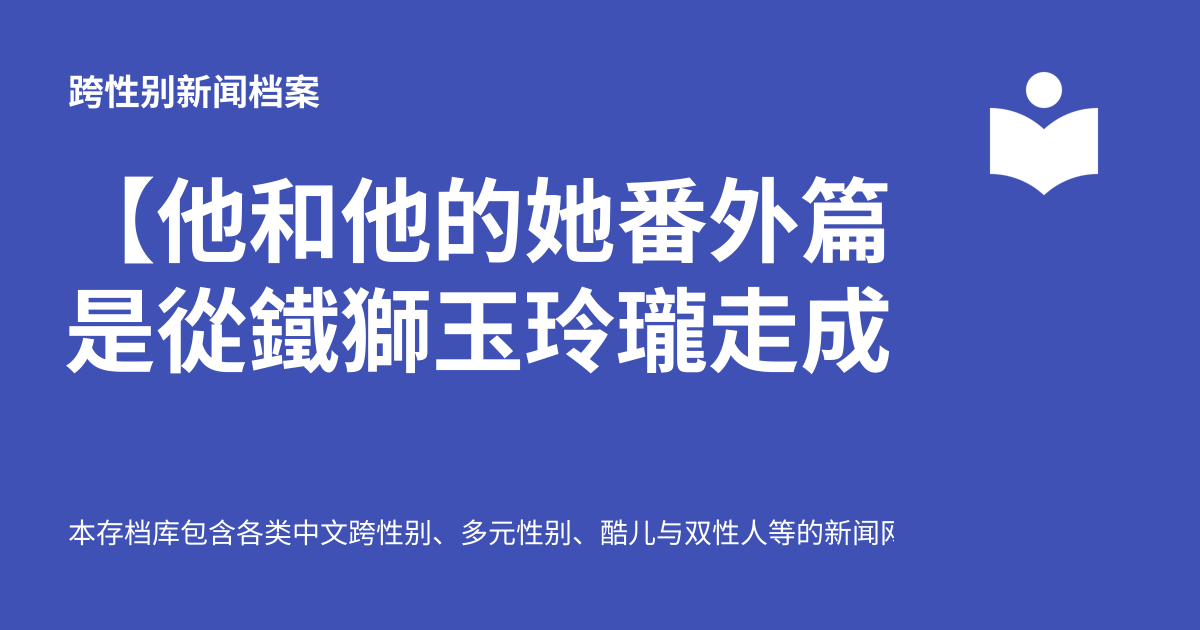 跨性别新闻档案
【他和他的她番外篇
是從鐵獅玉玲瓏走成
本存档库包含各类中文跨性别、多元性别、酷儿与双性人等的新闻网